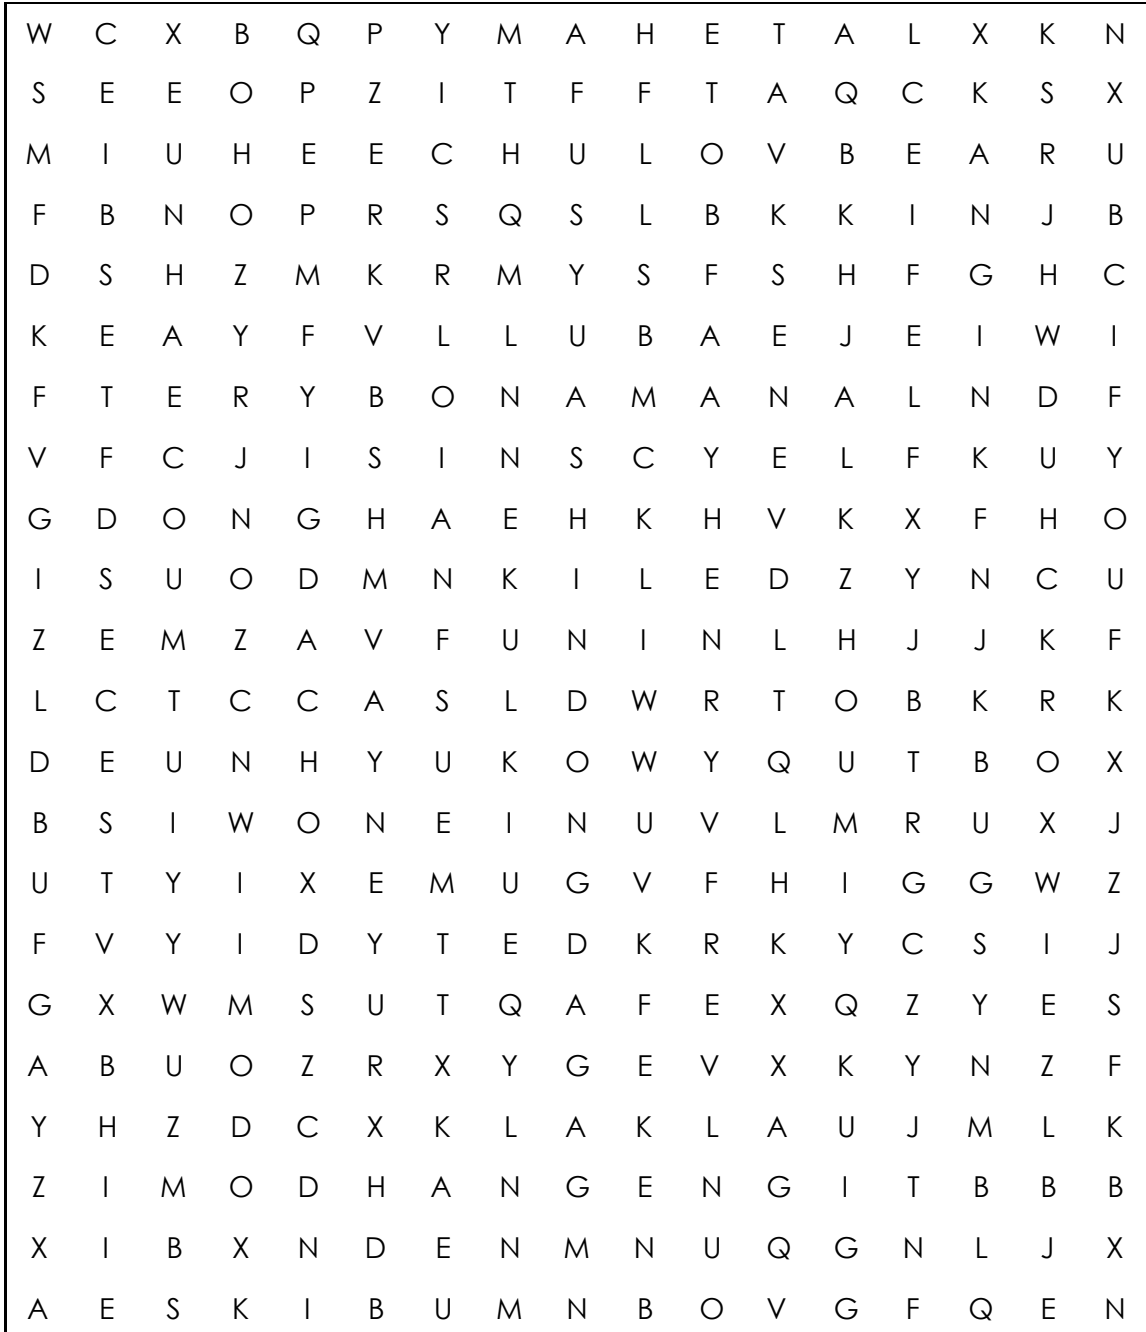 W C X B Q P Y M A H E T A L X K N
S E E O P Z I T F F T A Q C K S X
M I U H E E C H U L O V B E A R U
F B N O P R S Q S L B K K I N J B
D S H Z M K R M Y S F S H F G H C
K E A Y F V L L U B A E J E I W I
F T E R Y B O N A M A N A L N D F
V F C J I S I N S C Y E L F K U Y
G D O N G H A E H K H V K X F H O
I S U O D M N K I L E D Z Y N C U
Z E M Z A V F U N I N L H J J K F
L C T C C A S L D W R T O B K R K
D E U N H Y U K O W Y Q U T B O X
B S I W O N E I N U V L M R U X J
U T Y I X E M U G V F H I G G W Z
F V Y I D Y T E D K R K Y C S I J
G X W M S U T Q A F E X Q Z Y E S
A B U O Z R X Y G E V X K Y N Z F
Y H Z D C X K L A K L A U J M L K
Z I M O D H A N G E N G I T B B B
X I B X N D E N M N U Q G N L J X
A E S K I B U M N B O V G F Q E N